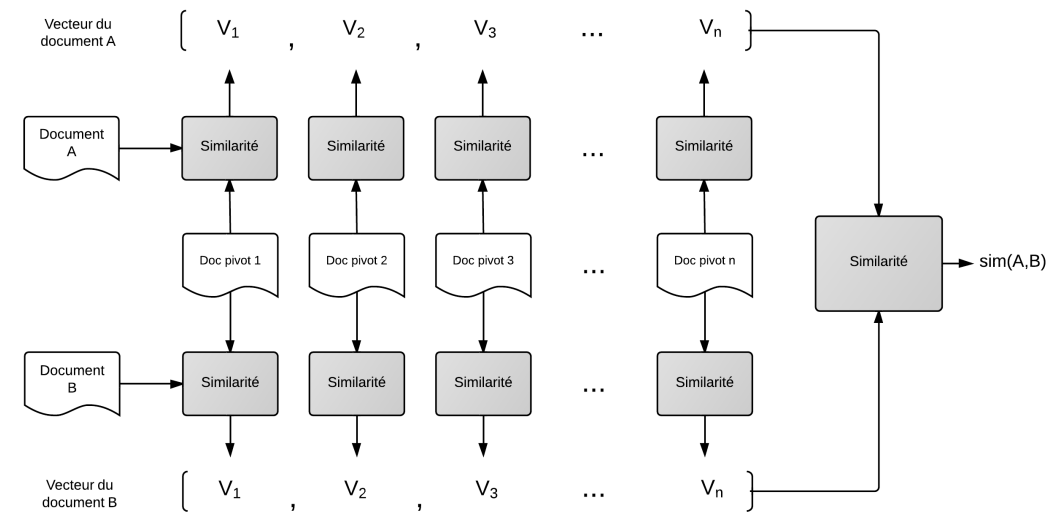 Vecteur du
document A
[ V1 , V2 , V3 ... Vn ]
Document
A
Similarité Similarité Similarité ... Similarité
Doc pivot 1 Doc pivot 2 Doc pivot 3 ... Doc pivot n
Similarité
sim(A,B)
Document
B
Similarité Similarité Similarité ... Similarité
Vecteur du
document B
[ V1 , V2 , V3 ... Vn ]